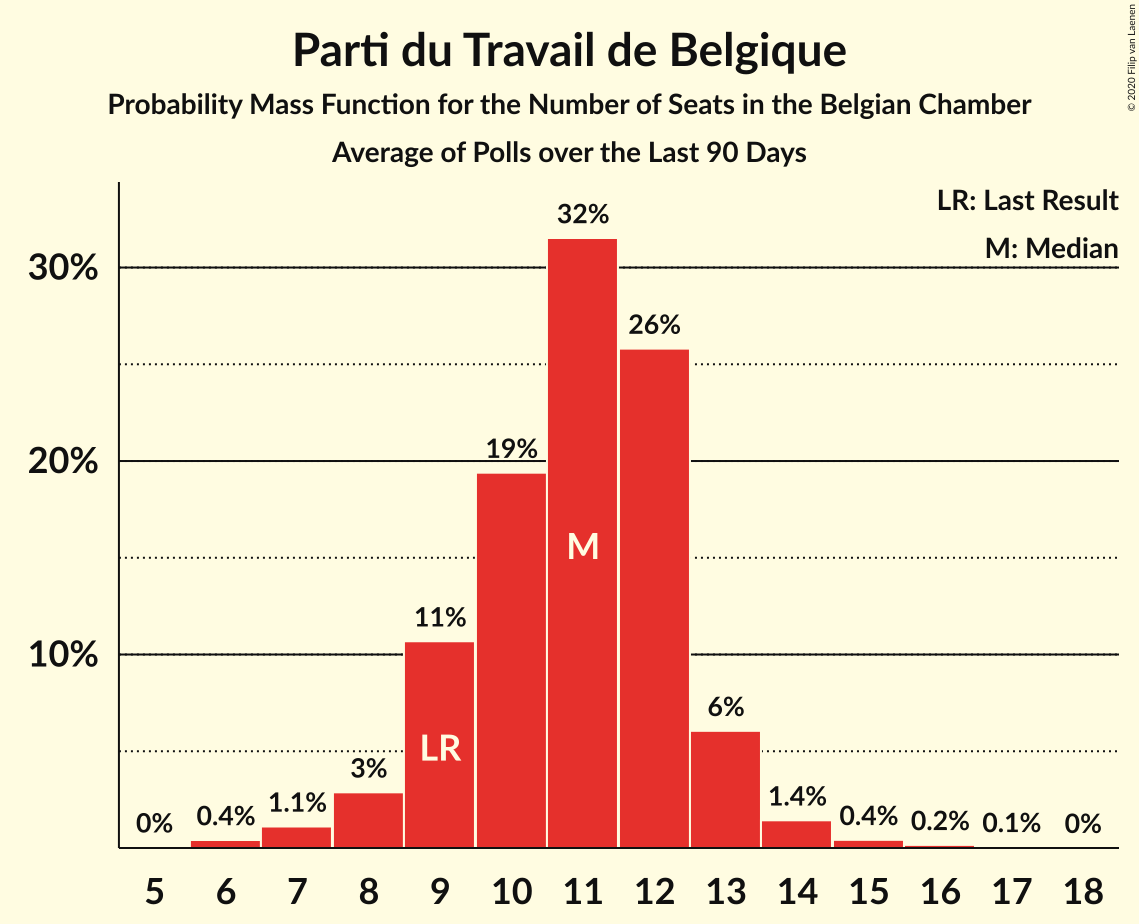 Parti du Travail de Belgique
Probability Mass Function for the Number of Seats in the Belgian Chamber
Average of Polls over the Last 90 Days
© 2020 Filip van Laenen
LR: Last Result
M: Median
30%
20%
10%
0%
0.4%
1.1%
3%
11%
19%
32%
26%
6%
1.4%
0.4%
0.2%
0.1%
0%
LR
M
5 6 7 8 9 10 11 12 13 14 15 16 17 18